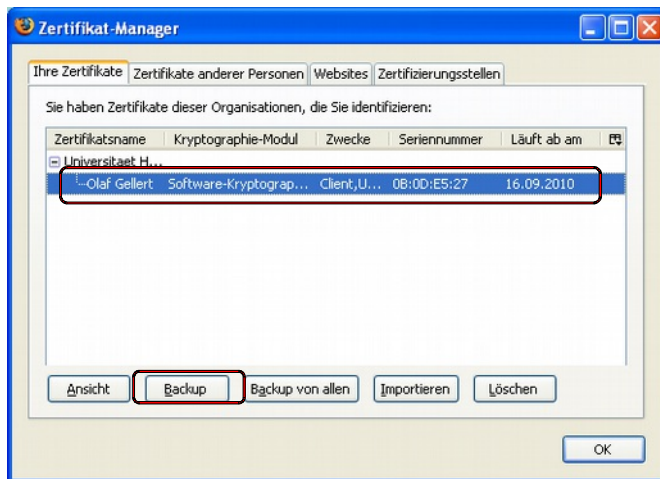 Zertifikat-Manager
Ihre Zertifikate Zertifikate anderer Personen Websites Zertifizierungsstellen
Sie haben Zertifikate dieser Organisationen, die Sie identifizieren:
Zertifikatsname Kryptographie-Modul Zwecke Seriennummer Läuft ab am
Universitaet H...
Olaf Gellert Software-Kryptograp... Client,U... 0B:0D:E5:27 16.09.2010
Ansicht Backup Backup von allen Importieren Löschen
OK